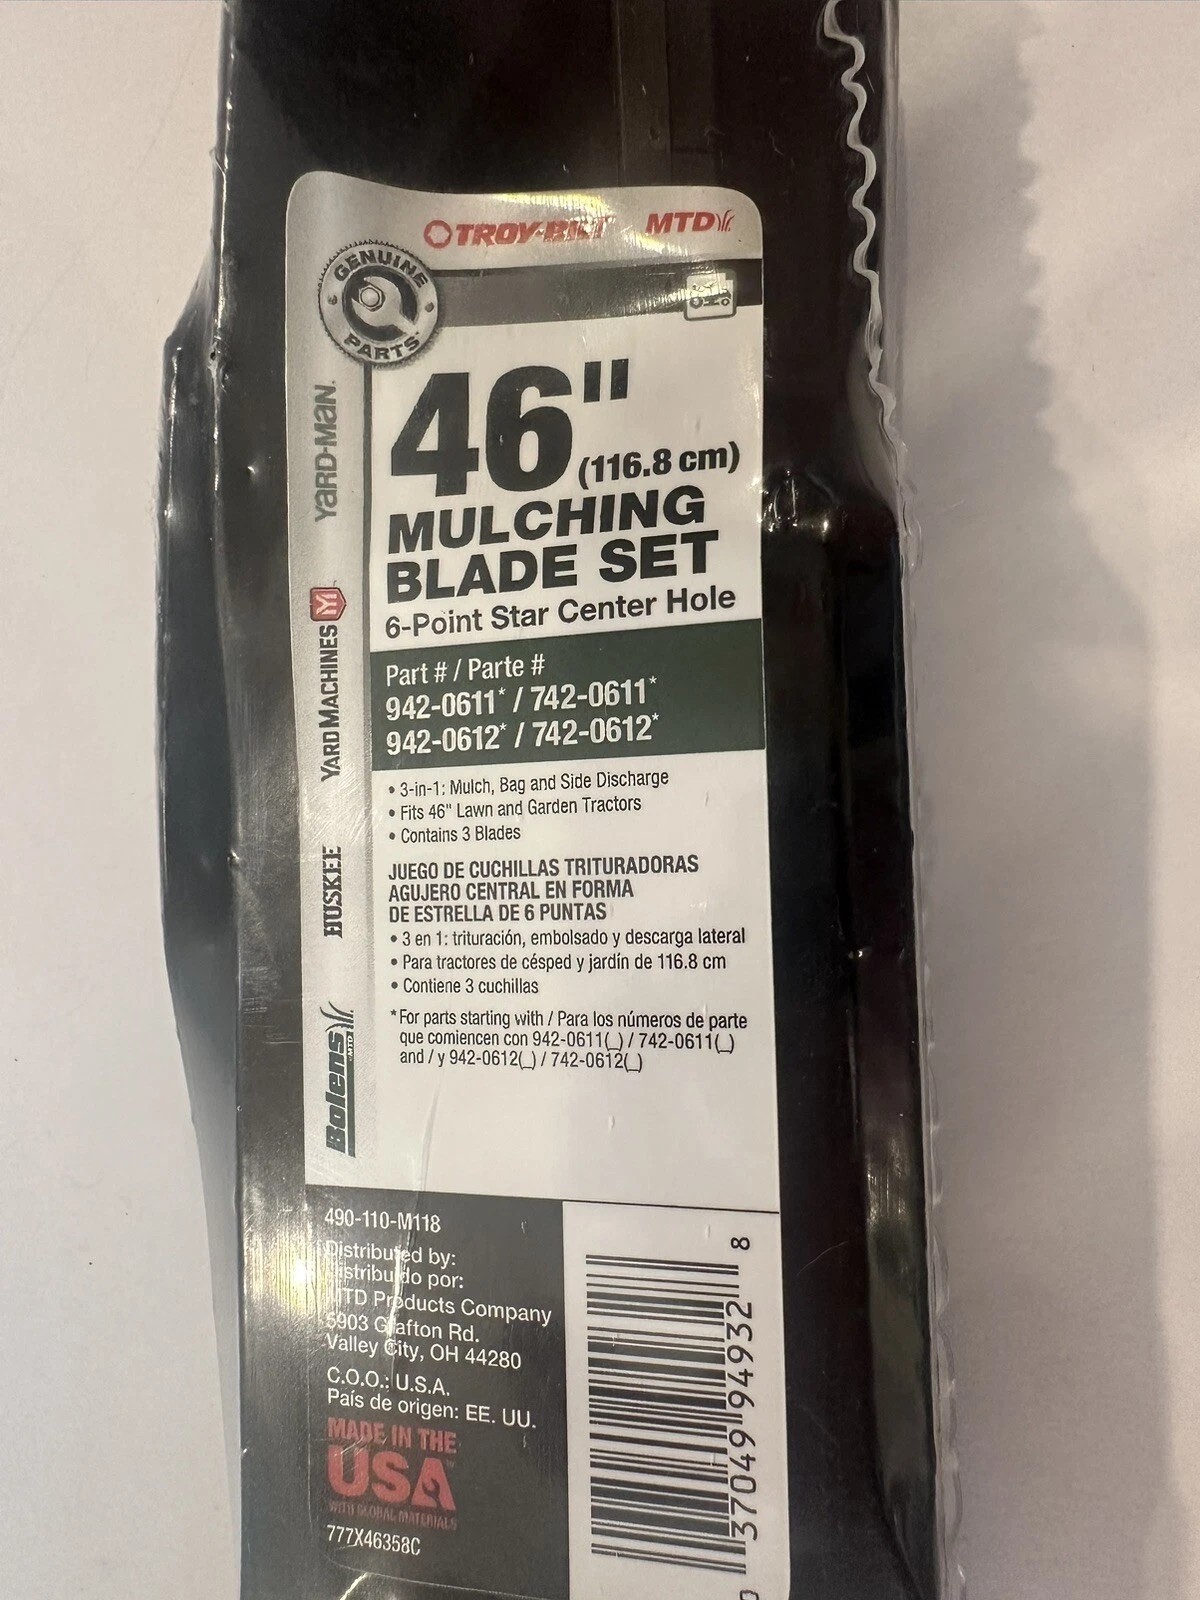 TROY-BILT MTD
GENUINE
PARTS
46"
(116.8 cm)
MULCHING
BLADE SET
6-Point Star Center Hole
Part # / Parte #
942-0611* / 742-0611*
942-0612* / 742-0612*
• 3-in-1: Mulch, Bag and Side Discharge
• Fits 46" Lawn and Garden Tractors
• Contains 3 Blades
JUEGO DE CUCHILLAS TRITURADORAS
AGUJERO CENTRAL EN FORMA
DE ESTRELLA DE 6 PUNTAS
• 3 en 1: trituración, embolsado y descarga lateral
• Para tractores de césped y jardín de 116.8 cm
• Contiene 3 cuchillas
*For parts starting with / Para los números de parte
que comiencen con 942-0611(_) / 742-0611(_)
and / y 942-0612(_) / 742-0612(_)
YARD-MAN.
YARD MACHINES
HUSKEE
Bolens
MTD
490-110-M118
Distributed by:
Distribuido por:
MTD Products Company
5903 Grafton Rd.
Valley City, OH 44280
C.O.O.: U.S.A.
País de origen: EE. UU.
MADE IN THE
USA™
WITH GLOBAL MATERIALS
777X46358C
0 37049 94932 8